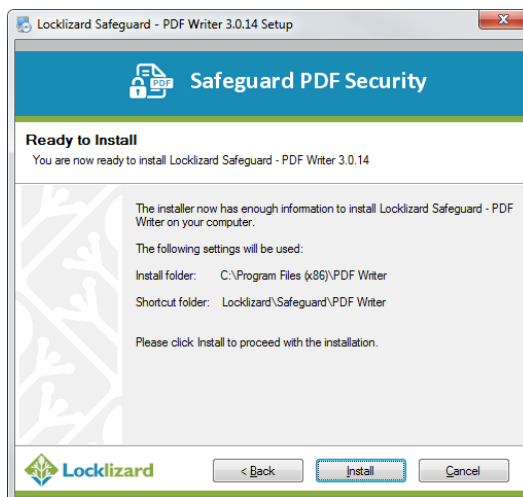 Locklizard Safeguard - PDF Writer 3.0.14 Setup
PDF
Safeguard PDF Security
Ready to Install
You are now ready to install Locklizard Safeguard - PDF Writer 3.0.14
The installer now has enough information to install Locklizard Safeguard - PDF
Writer on your computer.
The following settings will be used:
Install folder: C:\Program Files (x86)\PDF Writer
Shortcut folder: Locklizard\Safeguard\PDF Writer
Please click Install to proceed with the installation.
Locklizard
< Back
Install
Cancel